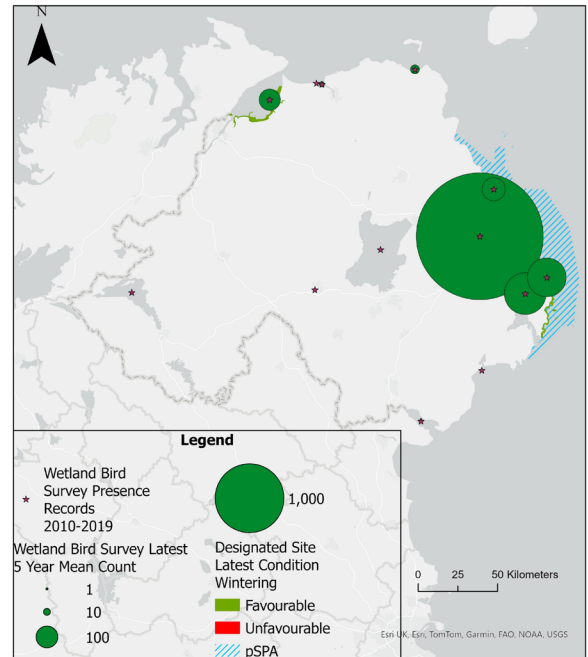 N
Legend
Wetland Bird
Survey Presence
Records
2010-2019
Wetland Bird Survey Latest
5 Year Mean Count
1
10
100
1,000
Designated Site
Latest Condition
Wintering
Favourable
Unfavourable
pSPA
0 25 50 Kilometers
Esri UK, Esri, TomTom, Garmin, FAO, NOAA, USGS